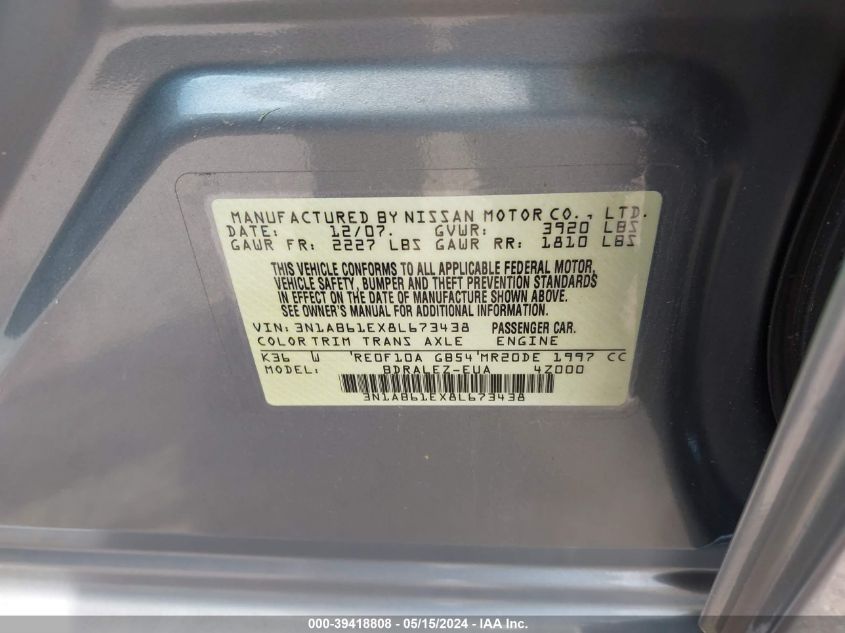 MANUFACTURED BY NISSAN MOTOR CO., LTD.
DATE: 12/07. GVWR: 3920 LBS
GAWR FR: 2227 LBS GAWR RR: 1810 LBS
THIS VEHICLE CONFORMS TO ALL APPLICABLE FEDERAL MOTOR,
VEHICLE SAFETY, BUMPER AND THEFT PREVENTION STANDARDS
IN EFFECT ON THE DATE OF MANUFACTURE SHOWN ABOVE.
SEE OWNER'S MANUAL FOR ADDITIONAL INFORMATION.
VIN: 3N1AB61EX8L673438 PASSENGER CAR.
COLOR TRIM TRANS AXLE ENGINE
K36 W 'RE0F10A GB54'MR20DE 1997 CC
MODEL: BDRALEZ-EUA 4Z000
3N1AB61EX8L673438
000-39418808 - 05/15/2024 - IAA Inc.